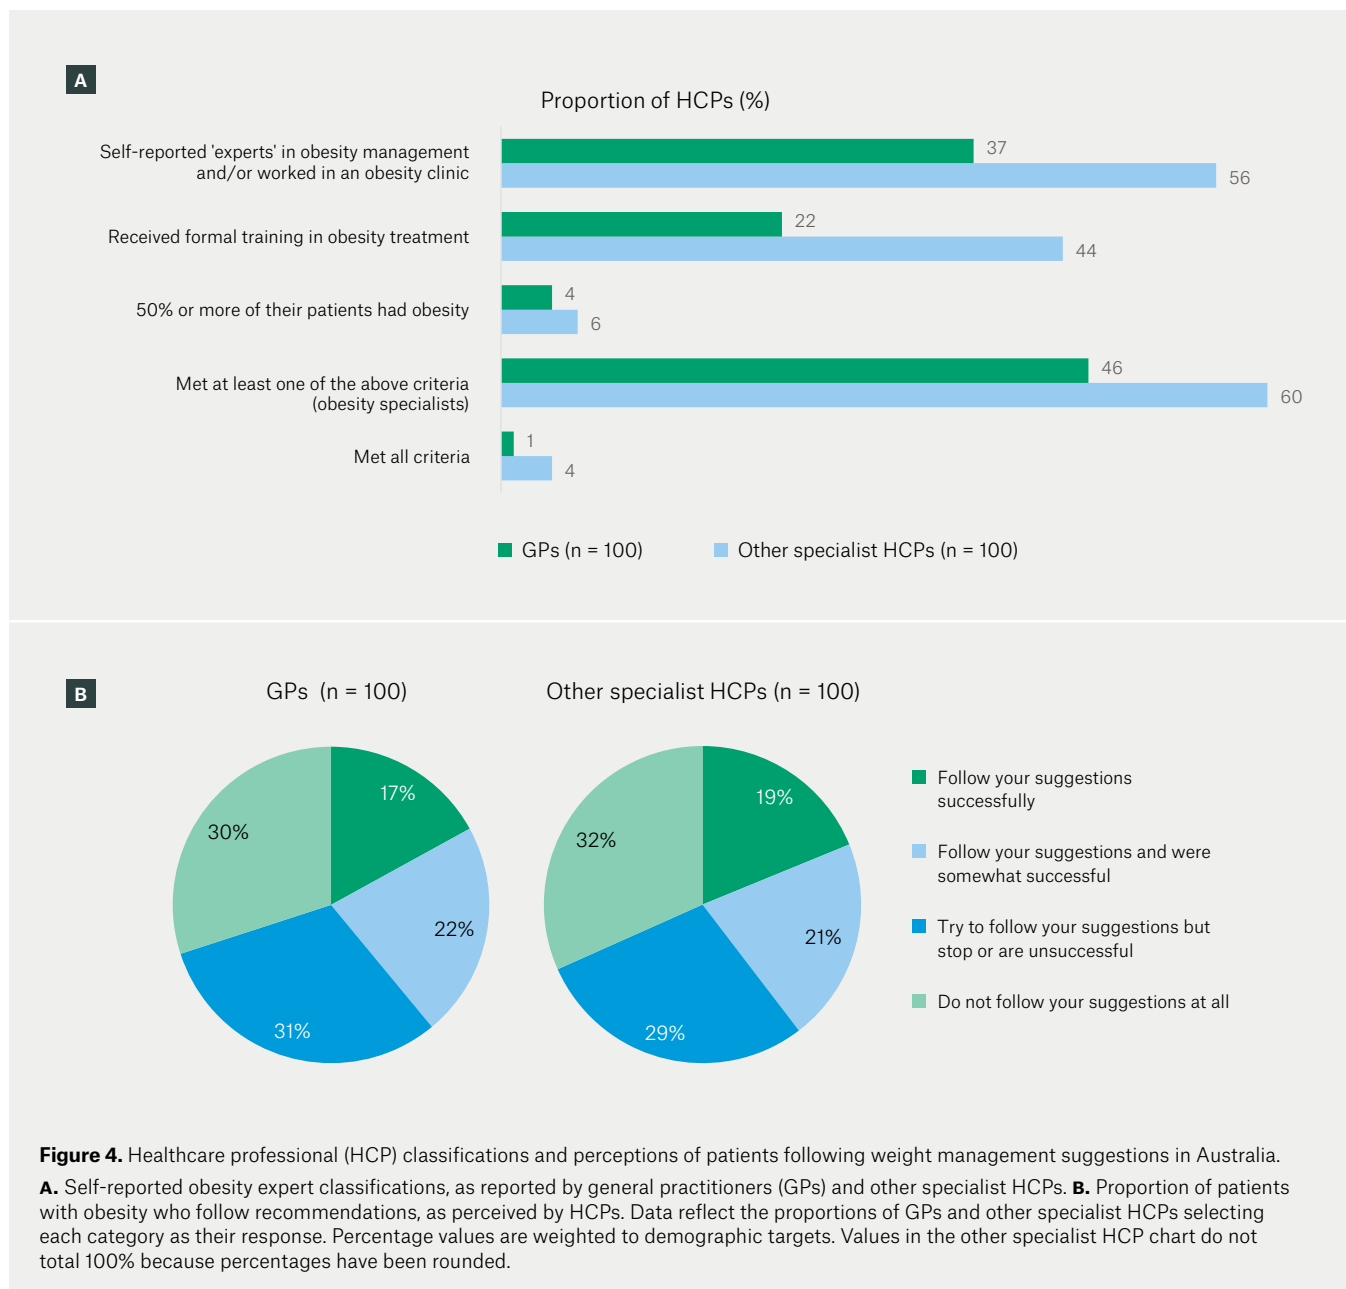 A
Proportion of HCPs (%)
Self-reported 'experts' in obesity management
and/or worked in an obesity clinic
37
56
Received formal training in obesity treatment
22
44
50% or more of their patients had obesity
4
6
Met at least one of the above criteria
(obesity specialists)
46
60
Met all criteria
1
4
GPs (n = 100)
Other specialist HCPs (n = 100)
B
GPs (n = 100)
17%
22%
31%
30%
Other specialist HCPs (n = 100)
19%
21%
29%
32%
Follow your suggestions
successfully
Follow your suggestions and were
somewhat successful
Try to follow your suggestions but
stop or are unsuccessful
Do not follow your suggestions at all
Figure 4. Healthcare professional (HCP) classifications and perceptions of patients following weight management suggestions in Australia.
A. Self-reported obesity expert classifications, as reported by general practitioners (GPs) and other specialist HCPs. B. Proportion of patients
with obesity who follow recommendations, as perceived by HCPs. Data reflect the proportions of GPs and other specialist HCPs selecting
each category as their response. Percentage values are weighted to demographic targets. Values in the other specialist HCP chart do not
total 100% because percentages have been rounded.